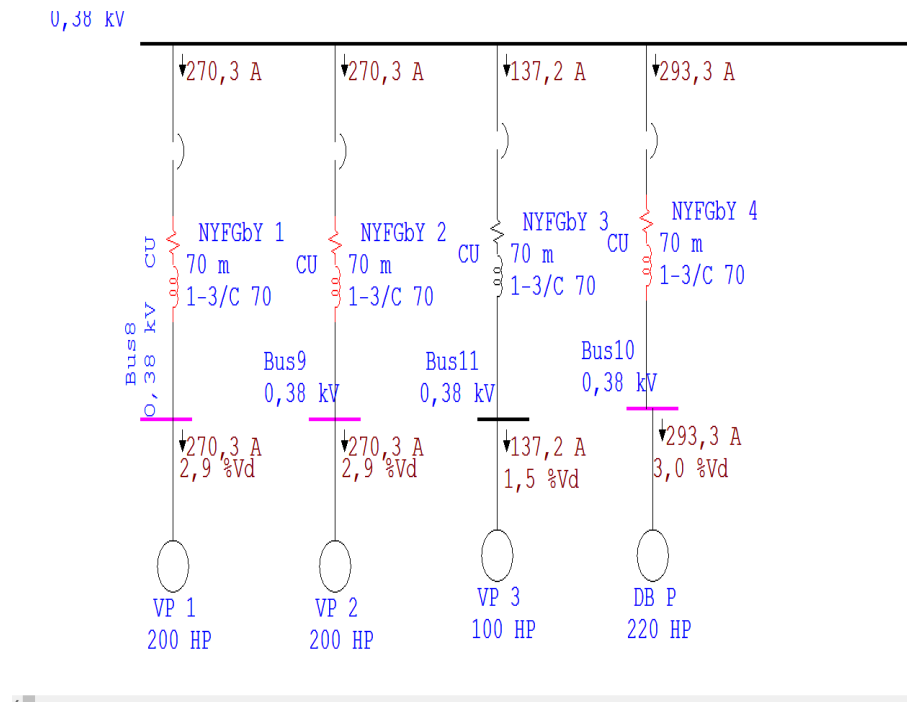 0,38 kV
270,3 A
270,3 A
137,2 A
293,3 A
NYFGbY 1
CU
70 m
1-3/C 70
NYFGbY 2
CU
70 m
1-3/C 70
NYFGbY 3
CU
70 m
1-3/C 70
NYFGbY 4
CU
70 m
1-3/C 70
Bus8
0,38 kV
Bus9
0,38 kV
Bus11
0,38 kV
Bus10
0,38 kV
270,3 A
2,9 %Vd
270,3 A
2,9 %Vd
137,2 A
1,5 %Vd
293,3 A
3,0 %Vd
VP 1
200 HP
VP 2
200 HP
VP 3
100 HP
DB P
220 HP